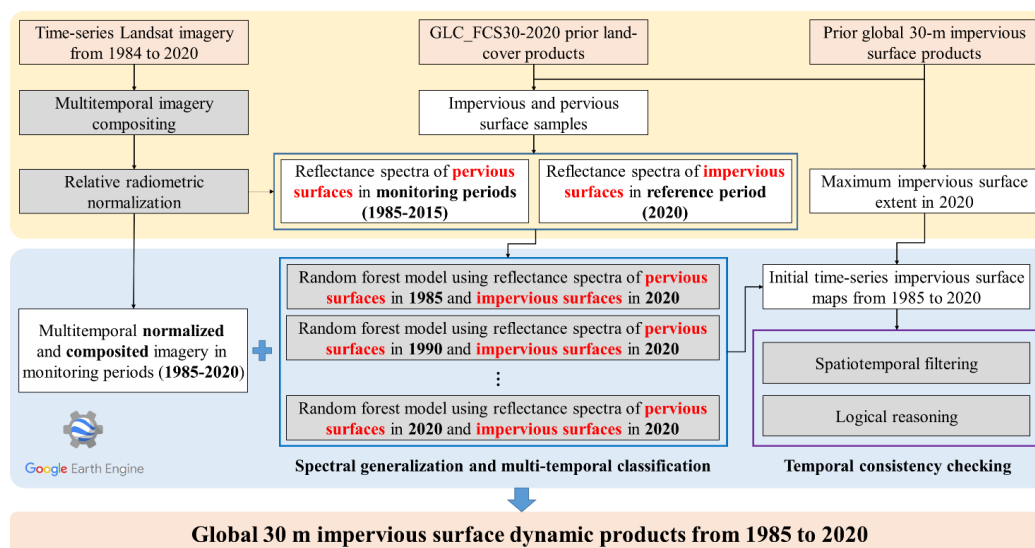 Time-series Landsat imagery
from 1984 to 2020
GLC_FCS30-2020 prior land-
cover products
Prior global 30-m impervious
surface products
Multitemporal imagery
compositing
Impervious and pervious
surface samples
Relative radiometric
normalization
Reflectance spectra of pervious
surfaces in monitoring periods
(1985-2015)
Reflectance spectra of impervious
surfaces in reference period
(2020)
Maximum impervious surface
extent in 2020
Random forest model using reflectance spectra of pervious
surfaces in 1985 and impervious surfaces in 2020
Initial time-series impervious surface
maps from 1985 to 2020
Multitemporal normalized
and composited imagery in
monitoring periods (1985-2020)
Random forest model using reflectance spectra of pervious
surfaces in 1990 and impervious surfaces in 2020
⋮
Random forest model using reflectance spectra of pervious
surfaces in 2020 and impervious surfaces in 2020
Spatiotemporal filtering
Logical reasoning
Google Earth Engine
Spectral generalization and multi-temporal classification
Temporal consistency checking
Global 30 m impervious surface dynamic products from 1985 to 2020